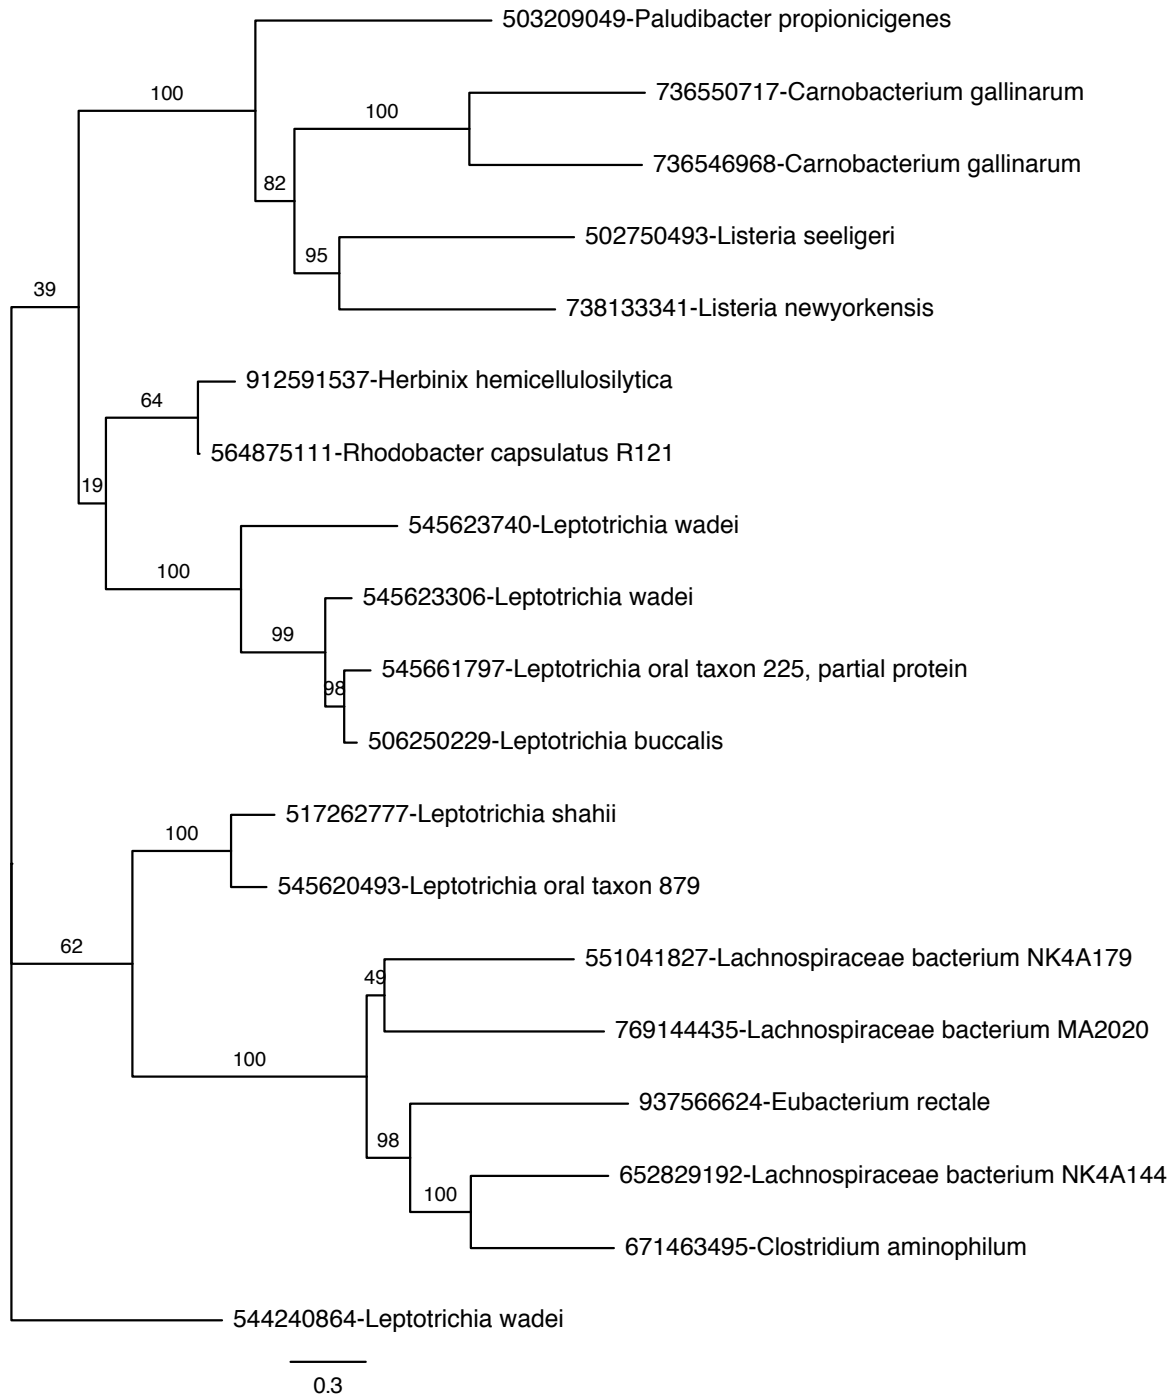 503209049-Paludibacter propionicigenes
100
736550717-Carnobacterium gallinarum
100
736546968-Carnobacterium gallinarum
82
502750493-Listeria seeligeri
95
39
738133341-Listeria newyorkensis
912591537-Herbinix hemicellulosilytica
64
564875111-Rhodobacter capsulatus R121
19
545623740-Leptotrichia wadei
100
545623306-Leptotrichia wadei
99
545661797-Leptotrichia oral taxon 225, partial protein
98
506250229-Leptotrichia buccalis
517262777-Leptotrichia shahii
100
545620493-Leptotrichia oral taxon 879
62
551041827-Lachnospiraceae bacterium NK4A179
49
769144435-Lachnospiraceae bacterium MA2020
100
937566624-Eubacterium rectale
98
652829192-Lachnospiraceae bacterium NK4A144
100
671463495-Clostridium aminophilum
544240864-Leptotrichia wadei
0.3